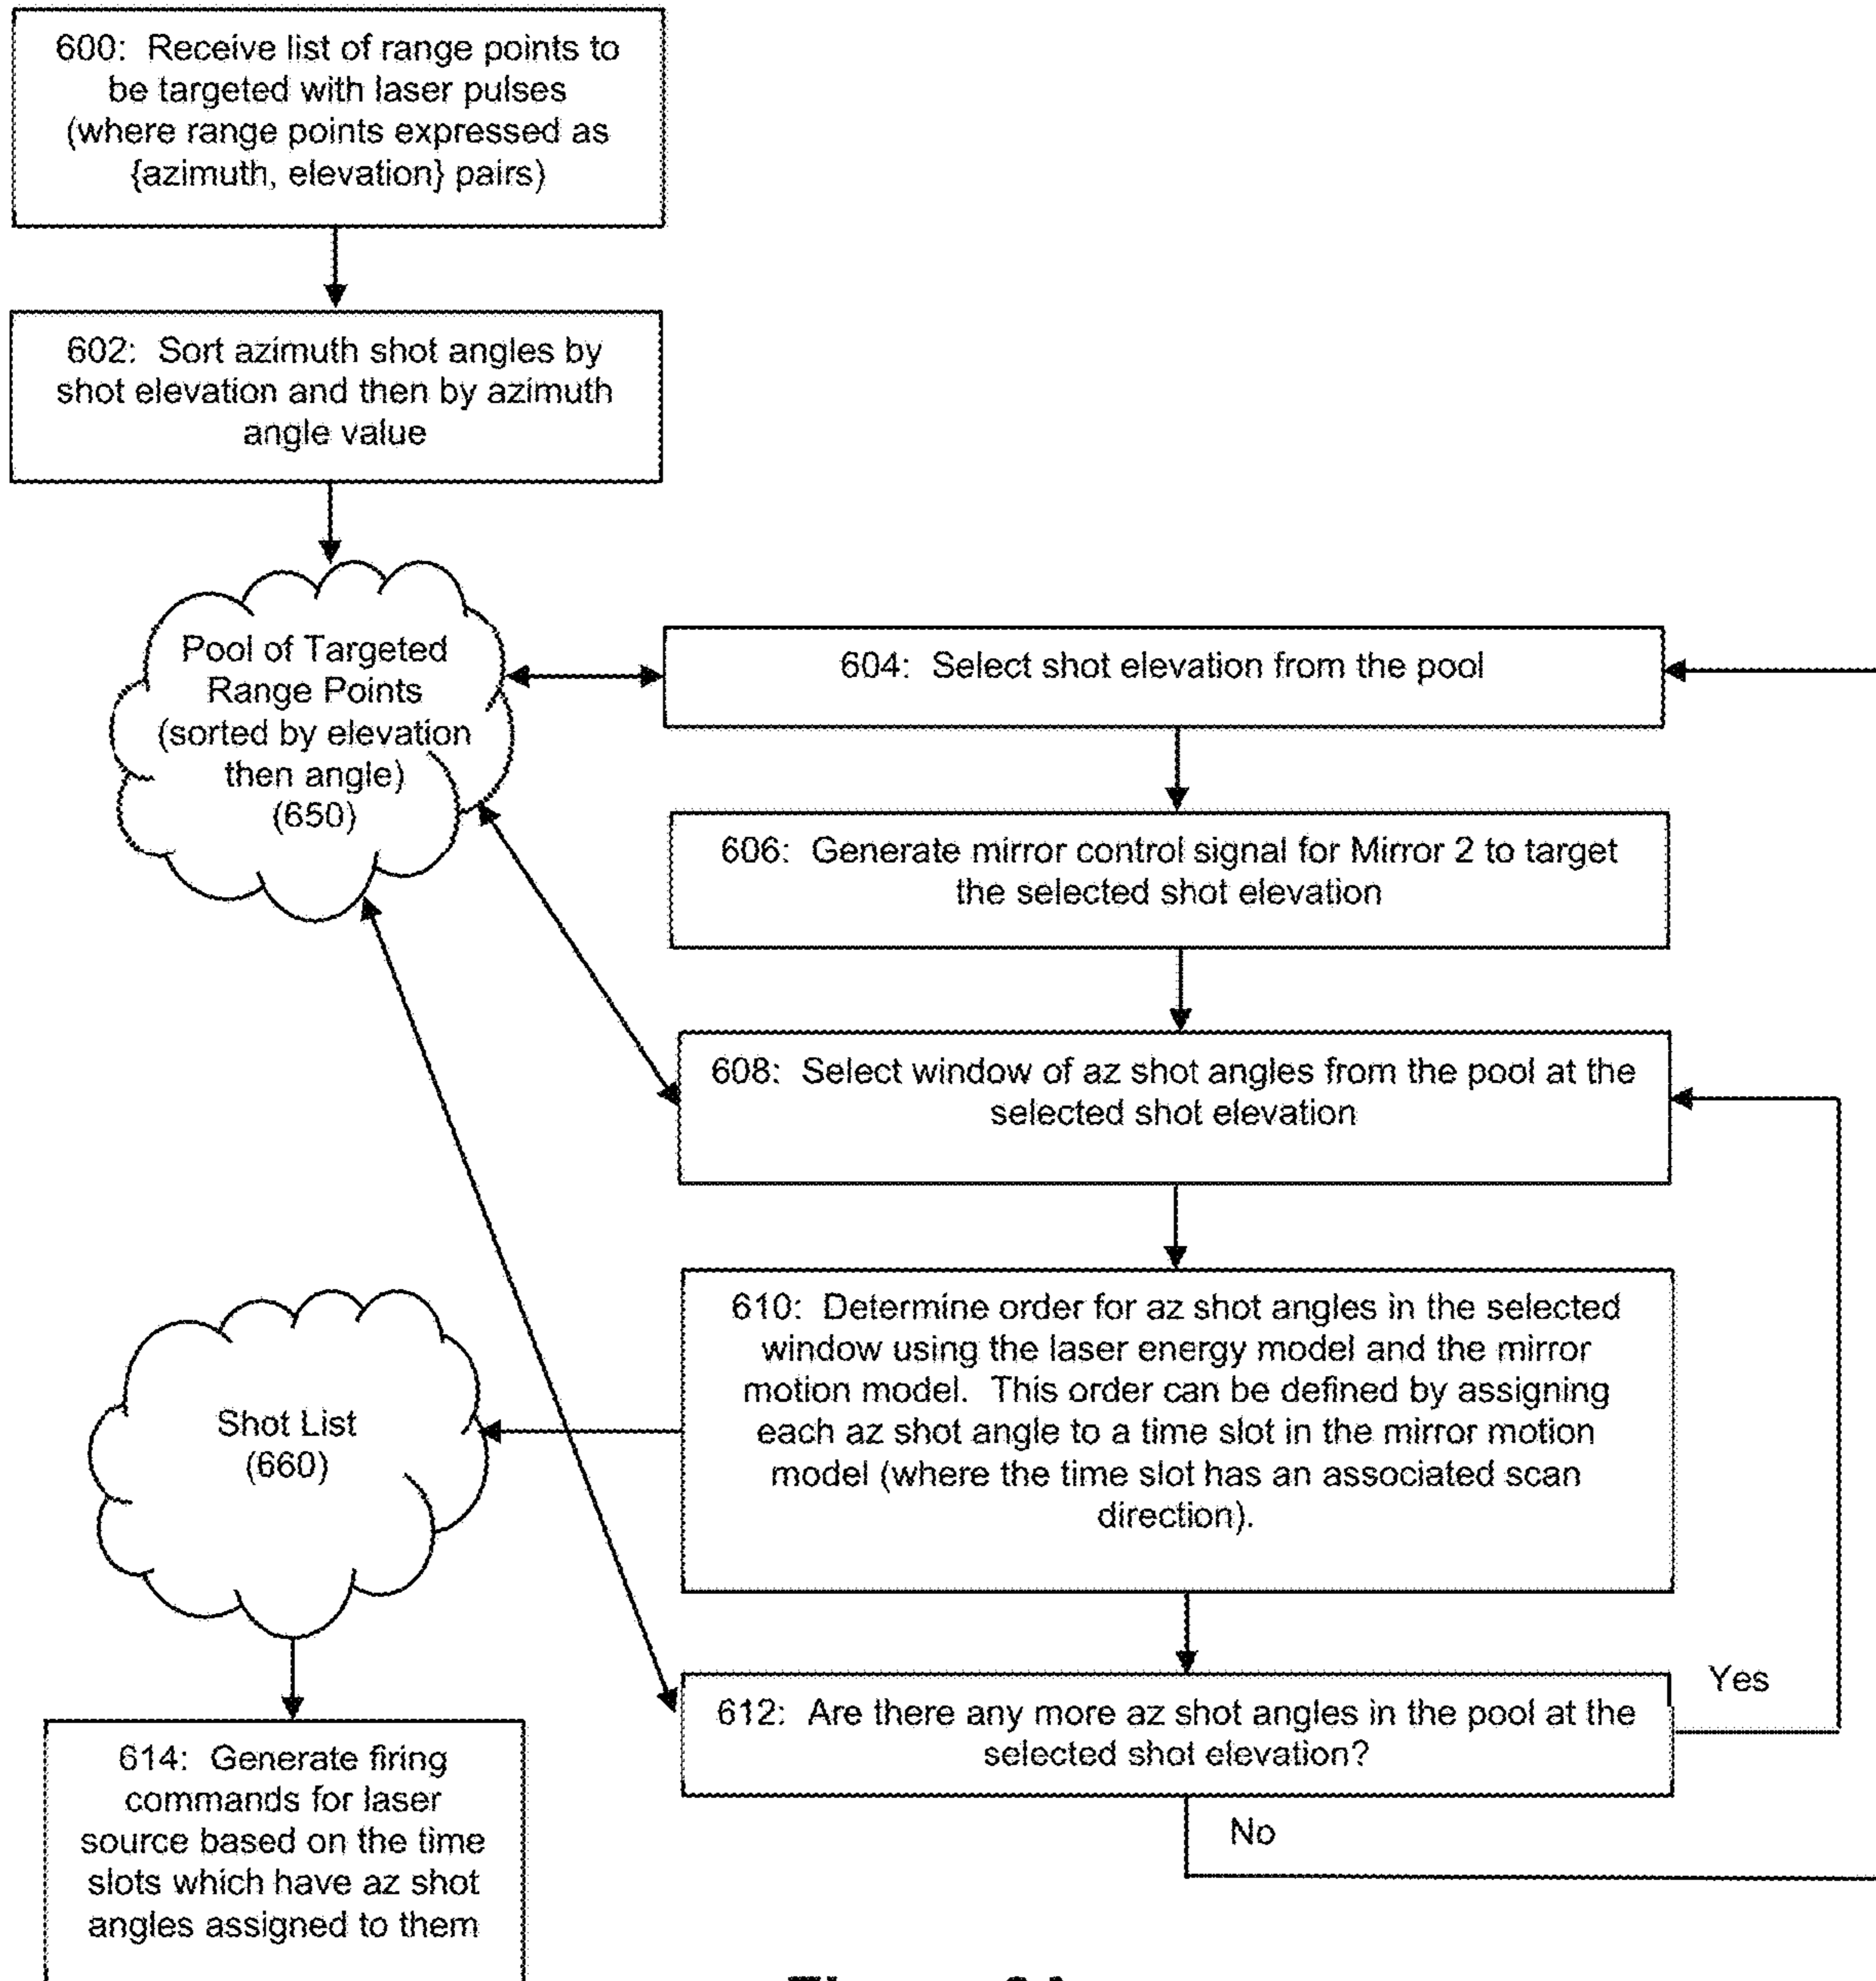 600: Receive list of range points to
be targeted with laser pulses
(where range points expressed as
{azimuth, elevation} pairs)
602: Sort azimuth shot angles by
shot elevation and then by azimuth
angle value
Pool of Targeted
Range Points
(sorted by elevation
then angle)
(650)
604: Select shot elevation from the pool
606: Generate mirror control signal for Mirror 2 to target
the selected shot elevation
608: Select window of az shot angles from the pool at the
selected shot elevation
610: Determine order for az shot angles in the selected
window using the laser energy model and the mirror
motion model. This order can be defined by assigning
each az shot angle to a time slot in the mirror motion
model (where the time slot has an associated scan
direction).
Shot List
(660)
612: Are there any more az shot angles in the pool at the
selected shot elevation?
Yes
No
614: Generate firing
commands for laser
source based on the time
slots which have az shot
angles assigned to them